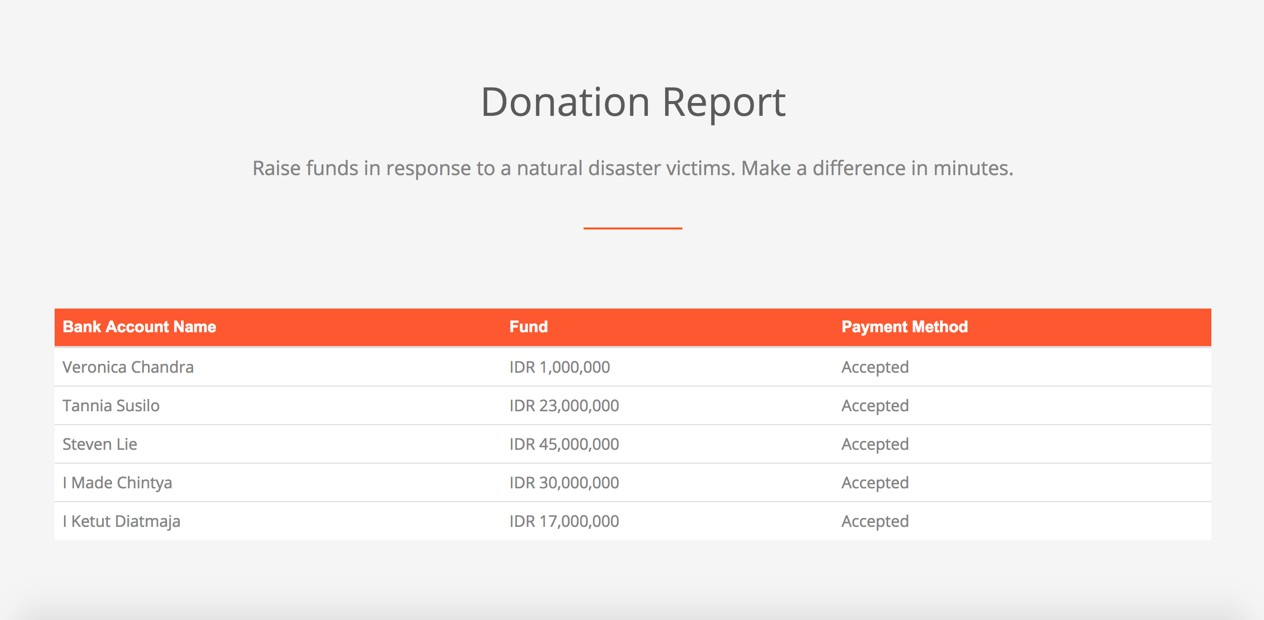 Donation Report
Raise funds in response to a natural disaster victims. Make a difference in minutes.
Bank Account Name Fund Payment Method
Veronica Chandra IDR 1,000,000 Accepted
Tannia Susilo IDR 23,000,000 Accepted
Steven Lie IDR 45,000,000 Accepted
I Made Chintya IDR 30,000,000 Accepted
I Ketut Diatmaja IDR 17,000,000 Accepted